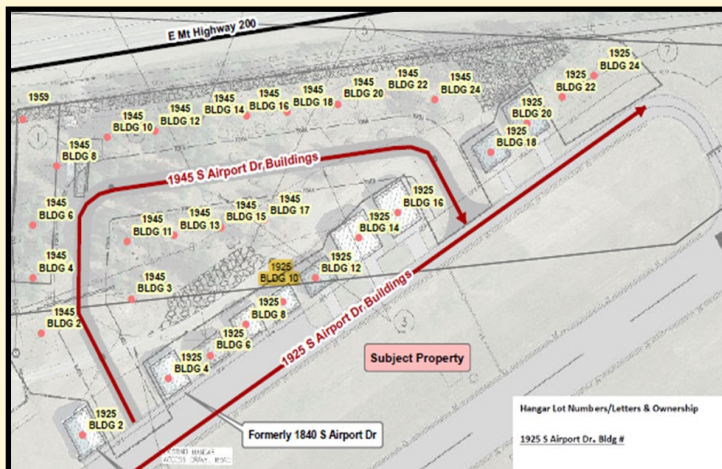 E Mt Highway 200
1959
1945
BLDG 10
1945
BLDG 12
1945
BLDG 14
1945
BLDG 16
1945
BLDG 18
1945
BLDG 20
1945
BLDG 22
1945
BLDG 24
1925
BLDG 24
1925
BLDG 22
1925
BLDG 20
1925
BLDG 18
1945
BLDG 8
1945 S Airport Dr, Buildings
1945
BLDG 6
1945
BLDG 11
1945
BLDG 13
1945
BLDG 15
1945
BLDG 17
1925
BLDG 16
1925
BLDG 14
1945
BLDG 4
1945
BLDG 3
1925
BLDG 10
1925
BLDG 12
1945
BLDG 2
1925
BLDG 8
1925
BLDG 6
1925
BLDG 4
1925 S Airport Dr, Buildings
1925
BLDG 2
Subject Property
Formerly 1840 S Airport Dr
Hangar Lot Numbers/Letters & Ownership
1925 S Airport Dr. Bldg #
1
3
7